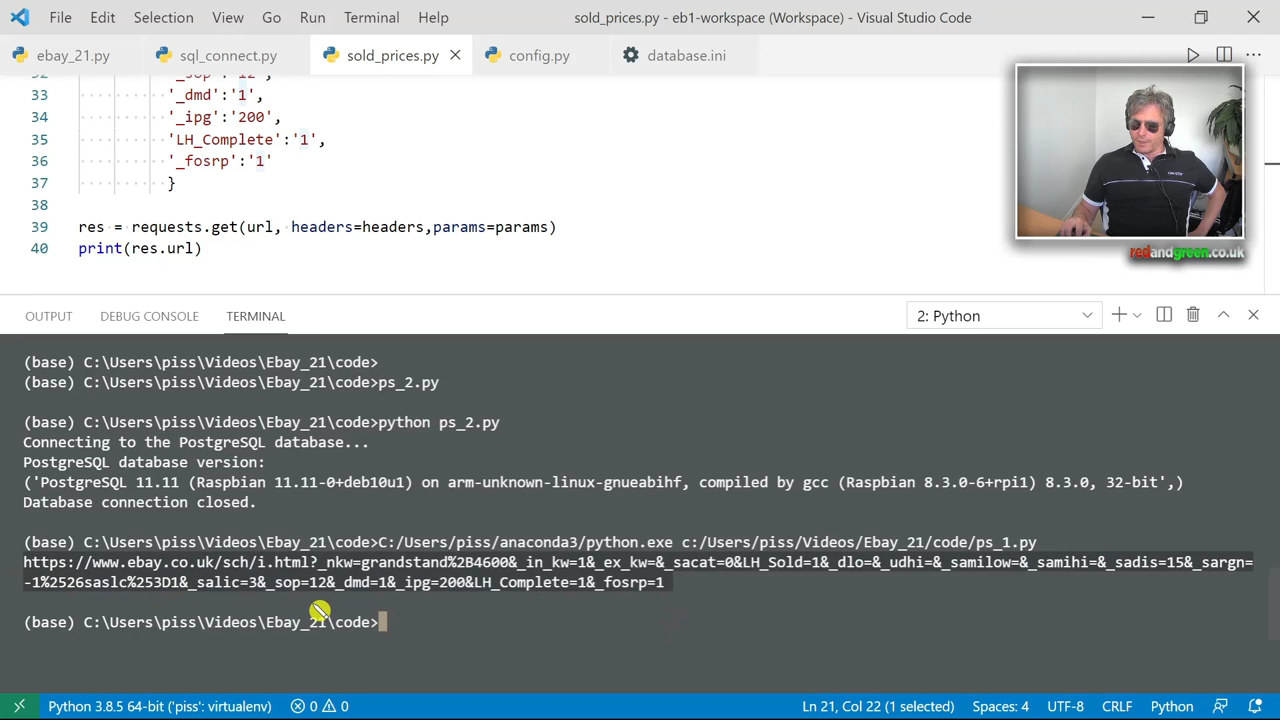 File Edit Selection View Go Run Terminal Help sold_prices.py - eb1-workspace (Workspace) - Visual Studio Code
ebay_21.py sql_connect.py sold_prices.py config.py database.ini
32 '_sop':'12',
33 '_dmd':'1',
34 '_ipg':'200',
35 'LH_Complete':'1',
36 '_fosrp':'1'
37 }
38
39 res = requests.get(url, headers=headers,params=params)
40 print(res.url)
redandgreen.co.uk
OUTPUT DEBUG CONSOLE TERMINAL 2: Python
(base) C:\Users\piss\Videos\Ebay_21\code>
(base) C:\Users\piss\Videos\Ebay_21\code>ps_2.py
(base) C:\Users\piss\Videos\Ebay_21\code>python ps_2.py
Connecting to the PostgreSQL database...
PostgreSQL database version:
('PostgreSQL 11.11 (Raspbian 11.11-0+deb10u1) on arm-unknown-linux-gnueabihf, compiled by gcc (Raspbian 8.3.0-6+rpi1) 8.3.0, 32-bit',)
Database connection closed.
(base) C:\Users\piss\Videos\Ebay_21\code>C:/Users/piss/anaconda3/python.exe c:/Users/piss/Videos/Ebay_21/code/ps_1.py
https://www.ebay.co.uk/sch/i.html?_nkw=grandstand%2B4600&_in_kw=1&_ex_kw=&_sacat=0&LH_Sold=1&_dlo=&_udhi=&_samilow=&_samihi=&_sadis=15&_sargn=
-1%2526saslc%253D1&_salic=3&_sop=12&_dmd=1&_ipg=200&LH_Complete=1&_fosrp=1
(base) C:\Users\piss\Videos\Ebay_21\code>
Python 3.8.5 64-bit ('piss': virtualenv) 0 0 Ln 21, Col 22 (1 selected) Spaces: 4 UTF-8 CRLF Python